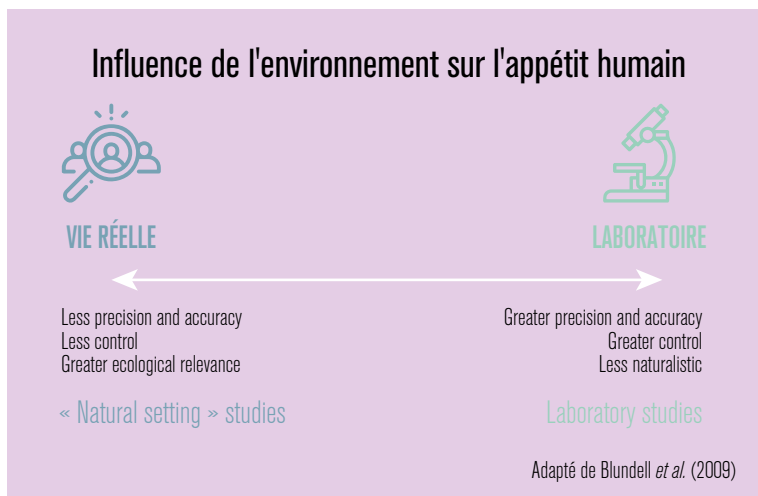 Influence de l'environnement sur l'appétit humain
VIE RÉELLE
LABORATOIRE
Less precision and accuracy
Less control
Greater ecological relevance
Greater precision and accuracy
Greater control
Less naturalistic
« Natural setting » studies
Laboratory studies
Adapté de Blundell et al. (2009)